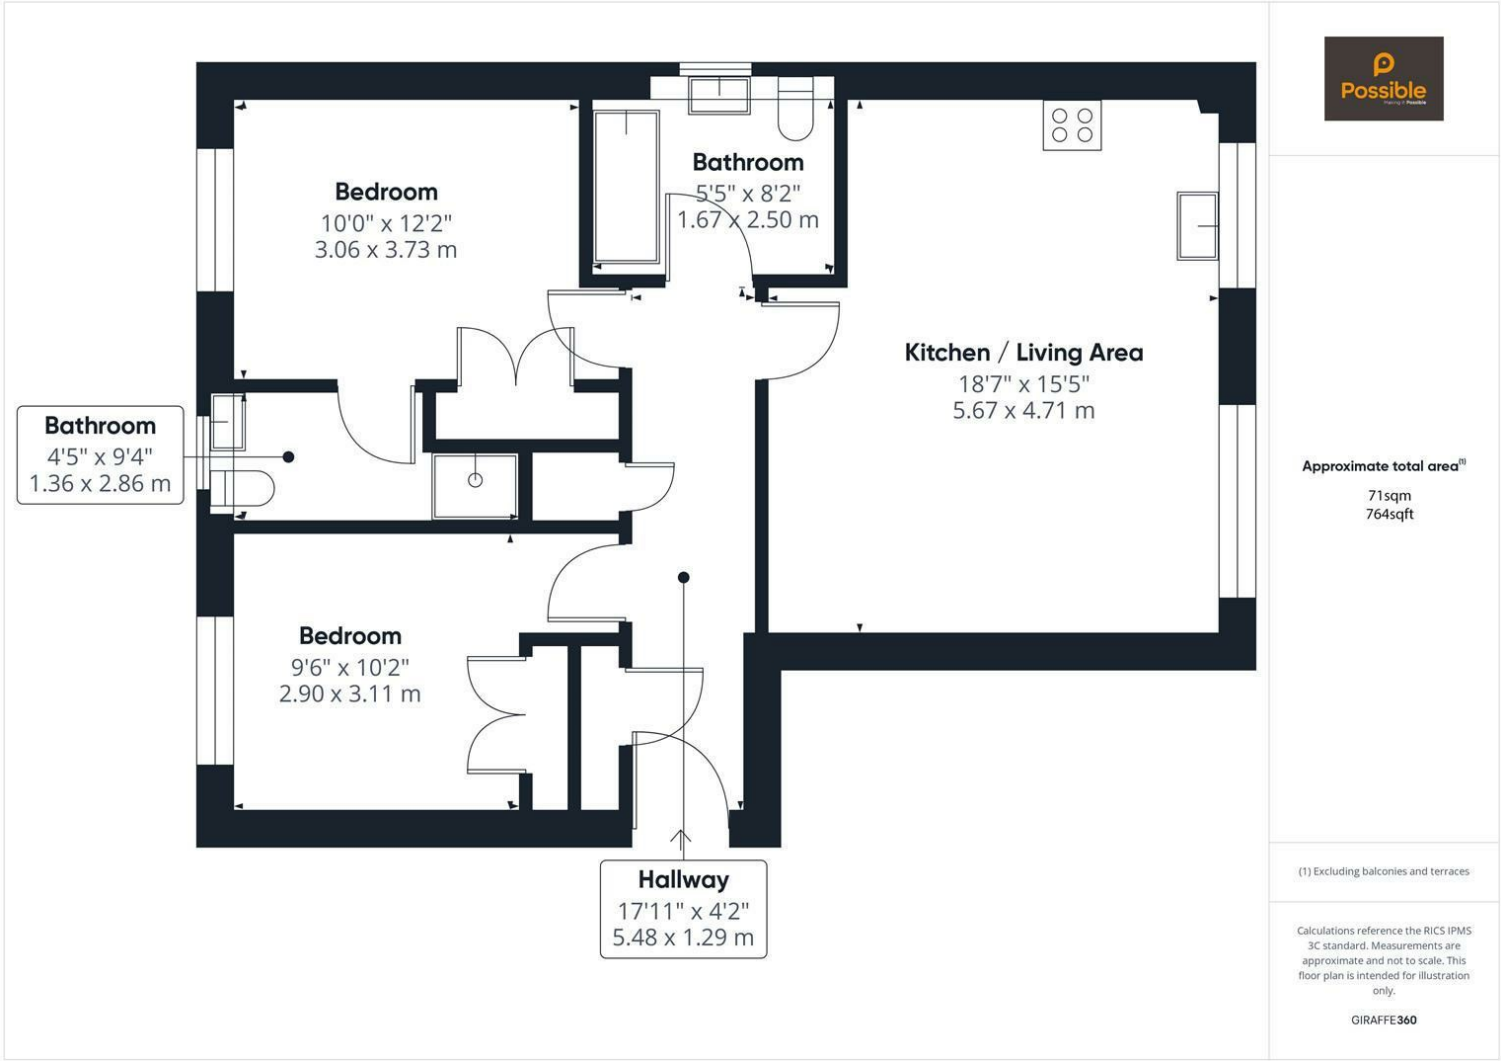 Bedroom
10'0" x 12'2"
3.06 x 3.73 m
Bathroom
5'5" x 8'2"
1.67 x 2.50 m
Kitchen / Living Area
18'7" x 15'5"
5.67 x 4.71 m
Bathroom
4'5" x 9'4"
1.36 x 2.86 m
Bedroom
9'6" x 10'2"
2.90 x 3.11 m
Hallway
17'11" x 4'2"
5.48 x 1.29 m
Possible
Making it Possible
Approximate total area(1)
71sqm
764sqft
(1) Excluding balconies and terraces
Calculations reference the RICS IPMS
3C standard. Measurements are
approximate and not to scale. This
floor plan is intended for illustration
only.
GIRAFFE360